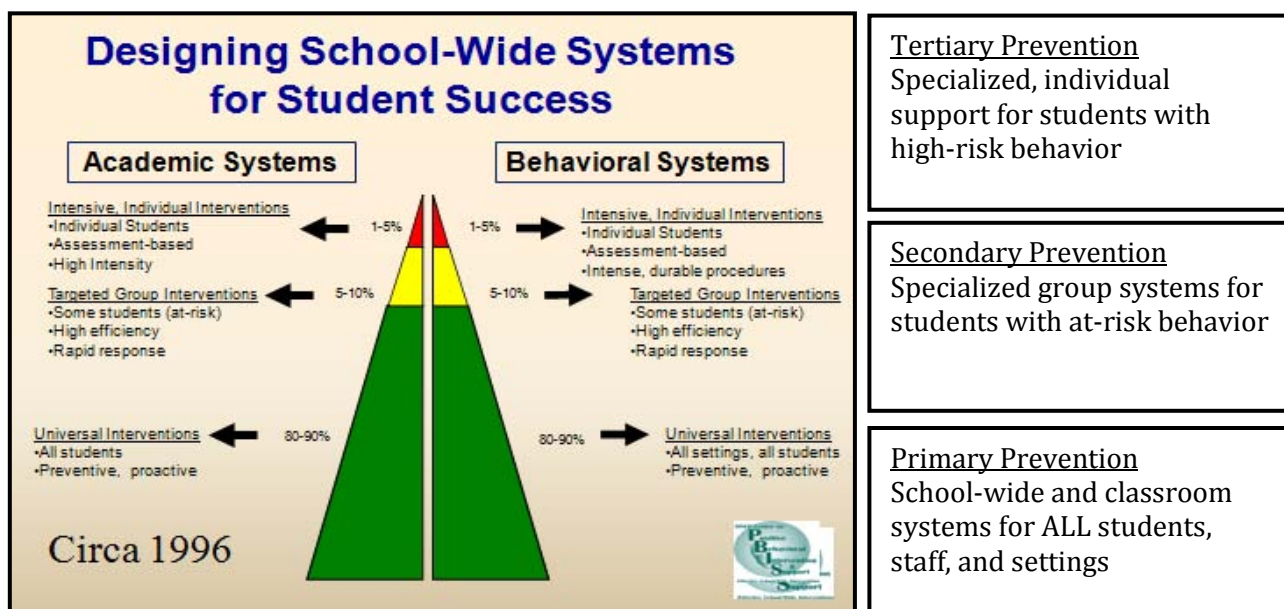 Designing School-Wide Systems
for Student Success
Academic Systems
Intensive, Individual Interventions
•Individual Students
•Assessment-based
•High Intensity
1-5%
Targeted Group Interventions
•Some students (at-risk)
•High efficiency
•Rapid response
5-10%
Universal Interventions
•All students
•Preventive, proactive
80-90%
Behavioral Systems
1-5%
Intensive, Individual Interventions
•Individual Students
•Assessment-based
•Intense, durable procedures
5-10%
Targeted Group Interventions
•Some students (at-risk)
•High efficiency
•Rapid response
80-90%
Universal Interventions
•All settings, all students
•Preventive, proactive
Circa 1996
Positive
Behavioral
Support
Tertiary Prevention
Specialized, individual
support for students with
high-risk behavior
Secondary Prevention
Specialized group systems for
students with at-risk behavior
Primary Prevention
School-wide and classroom
systems for ALL students,
staff, and settings